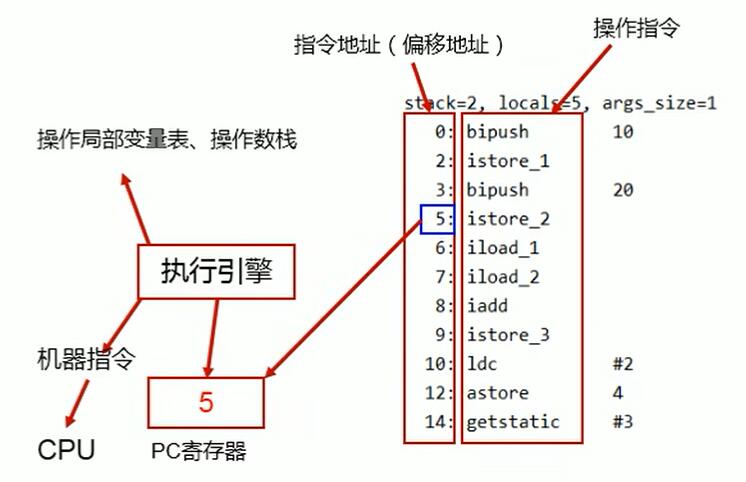 操作指令
指令地址（偏移地址）
stack=2, locals=5, args_size=1
0: bipush 10
2: istore_1
3: bipush 20
5: istore_2
6: iload_1
7: iload_2
8: iadd
9: istore_3
10: ldc #2
12: astore 4
14: getstatic #3
操作局部变量表、操作数栈
执行引擎
机器指令
5
CPU
PC寄存器